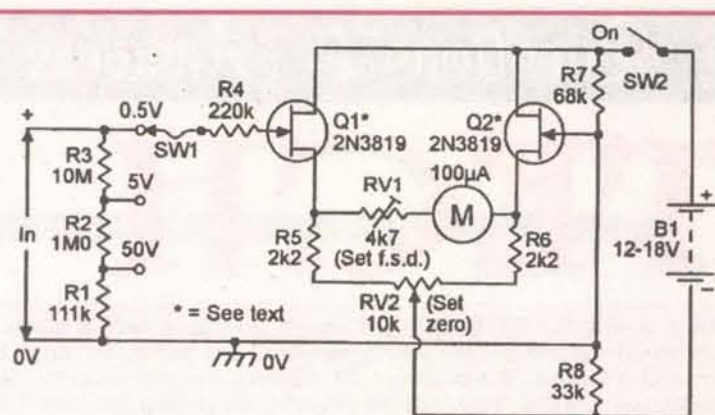 On
SW2
R7
68k
R4
220k
0.5V
SW1
Q1*
2N3819
Q2*
2N3819
100µA
M
RV1
4k7
(Set f.s.d.)
+
R3
10M
5V
In
R2
1M0
50V
R1
111k
R5
2k2
R6
2k2
+
B1
12-18V
–
RV2
10k
(Set
zero)
* = See text
0V
0V
R8
33k